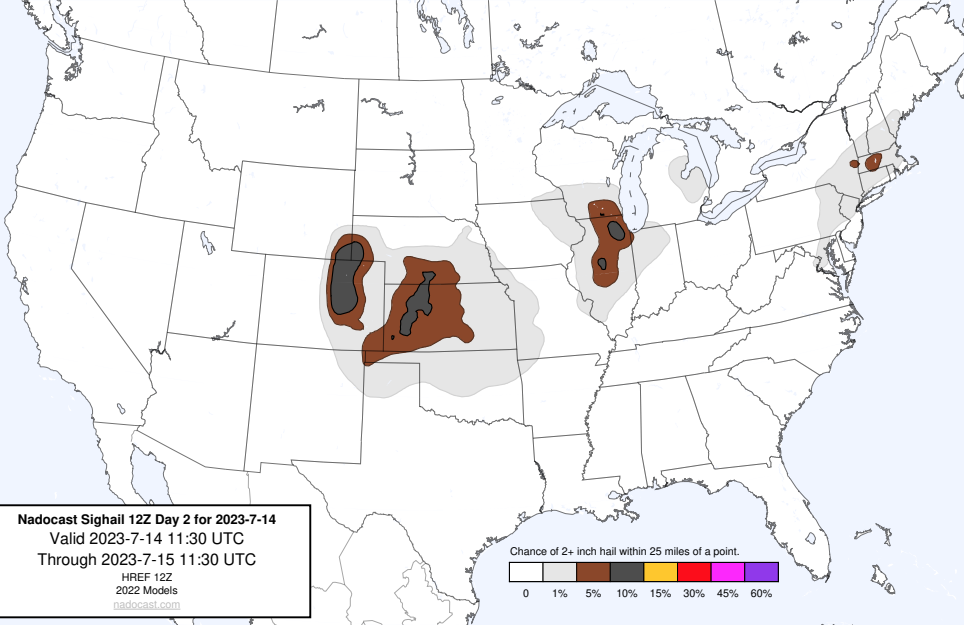 Nadocast Sighail 12Z Day 2 for 2023-7-14
Valid 2023-7-14 11:30 UTC
Through 2023-7-15 11:30 UTC
HREF 12Z
2022 Models
nadocast.com
Chance of 2+ inch hail within 25 miles of a point.
0 1% 5% 10% 15% 30% 45% 60%